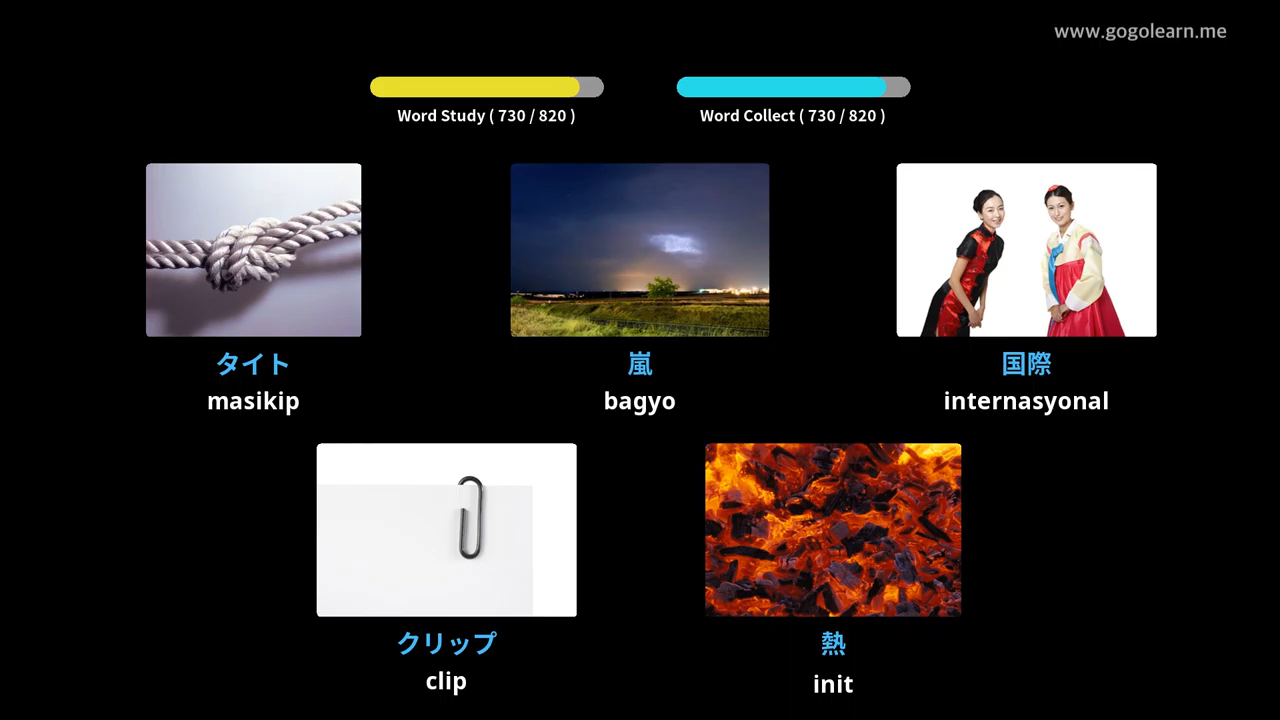 www.gogolearn.me
Word Study ( 730 / 820 )
Word Collect ( 730 / 820 )
タイト
masikip
嵐
bagyo
国際
internasyonal
クリップ
clip
熱
init